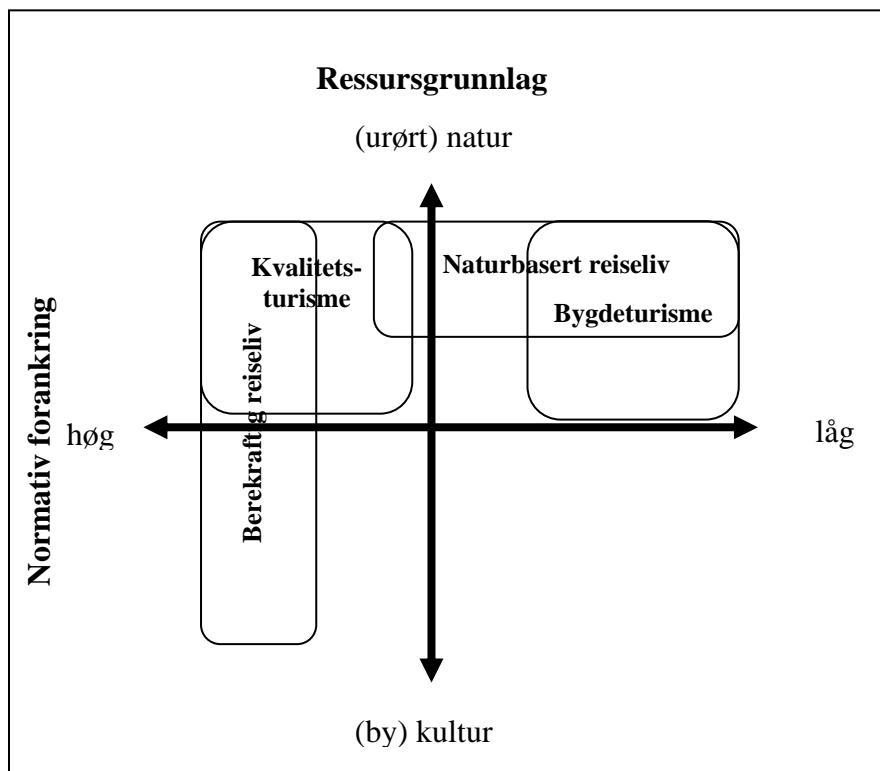 Ressursgrunnlag
(urørt) natur
Kvalitets-
turisme
Naturbasert reiseliv
Bygdeturisme
Normativ forankring
Berekraftig reiseliv
høg
låg
(by) kultur